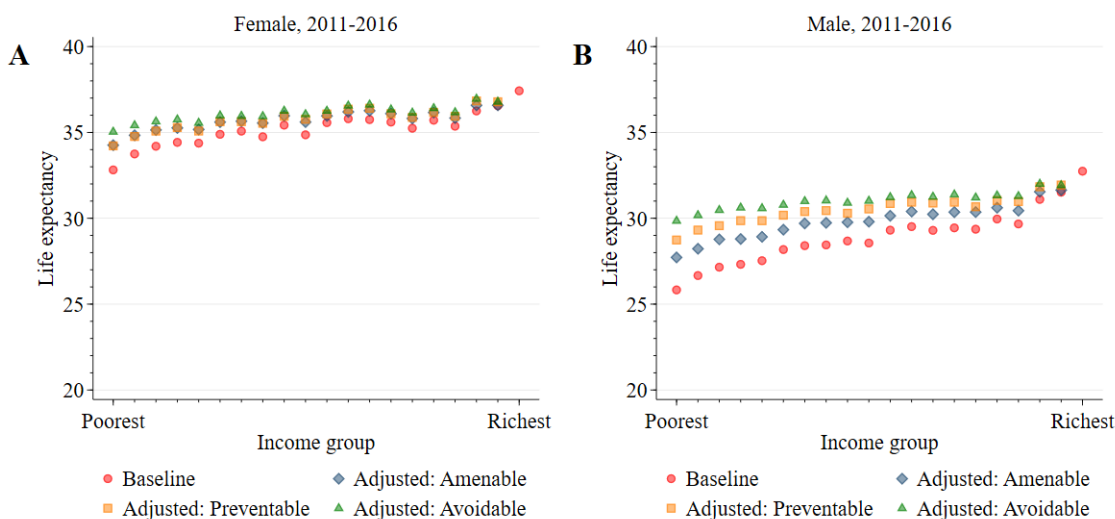 Female, 2011-2016
A
40
35
30
25
20
Life expectancy
Poorest
Richest
Income group
Baseline
Adjusted: Amenable
Adjusted: Preventable
Adjusted: Avoidable
Male, 2011-2016
B
40
35
30
25
20
Life expectancy
Poorest
Richest
Income group
Baseline
Adjusted: Amenable
Adjusted: Preventable
Adjusted: Avoidable